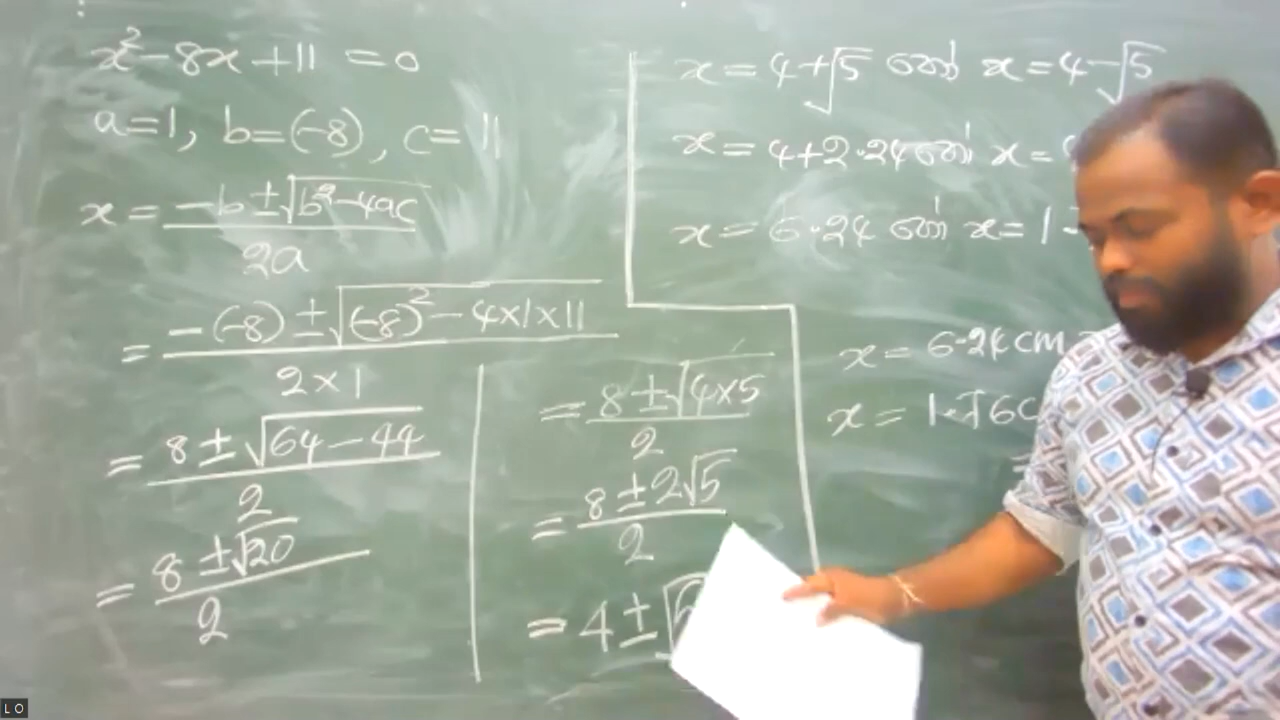 x² - 8x + 11 = 0
a = 1, b = (-8), c = 11
x = (-b ± √(b² - 4ac)) / 2a
= (-(-8) ± √((-8)² - 4×1×11)) / (2×1)
= (8 ± √(64 - 44)) / 2
= (8 ± √20) / 2
= (8 ± √(4×5)) / 2
= (8 ± 2√5) / 2
= 4 ± √
x = 4 + √5 හෝ x = 4 - √5
x = 4 + 2.24 හෝ x =
x = 6.24 හෝ x = 1.
x = 6.24 cm
x = 1.76
L O